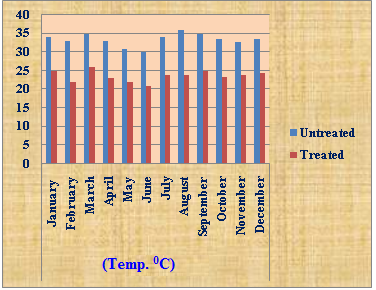 40
35
30
25
20
15
10
5
0
January
February
March
April
May
June
July
August
September
October
November
December
(Temp. ⁰C)
Untreated
Treated